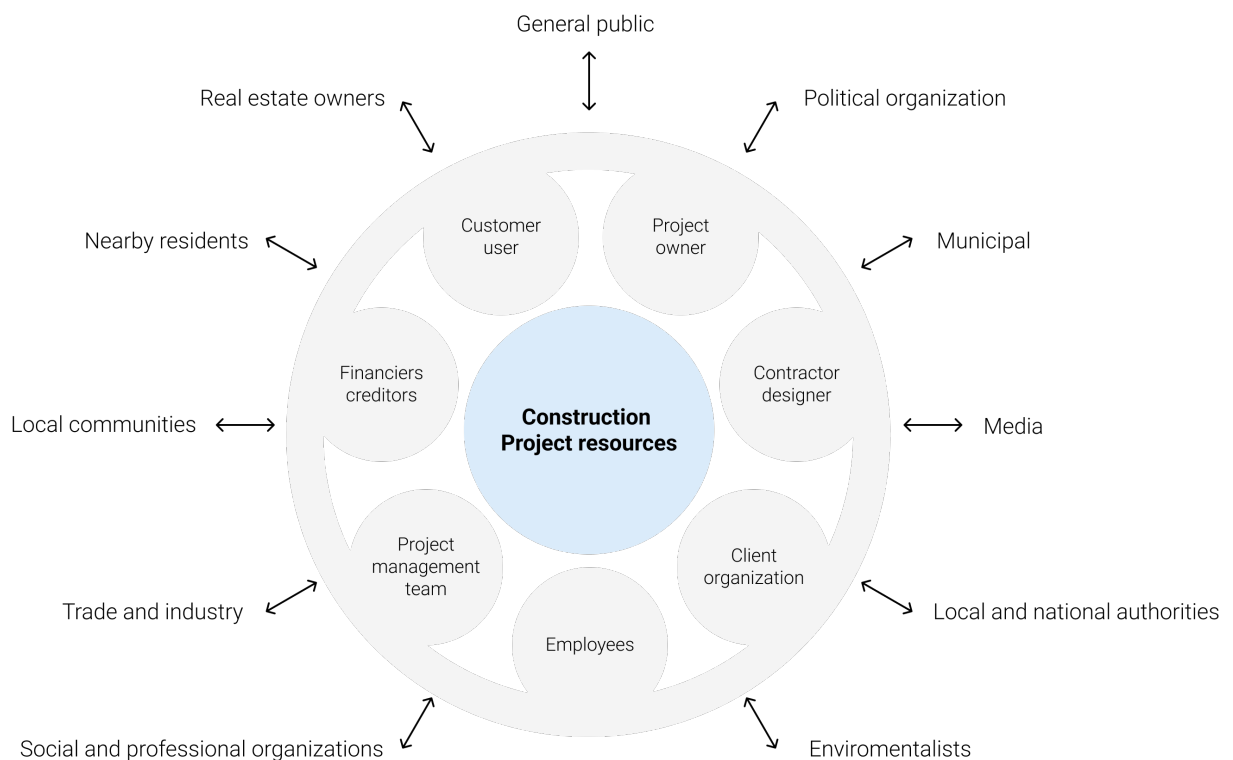 General public
Real estate owners
Political organization
Customer
user
Project
owner
Nearby residents
Municipal
Financiers
creditors
Contractor
designer
Construction
Project resources
Local communities
Media
Project
management
team
Client
organization
Trade and industry
Local and national authorities
Employees
Social and professional organizations
Enviromentalists